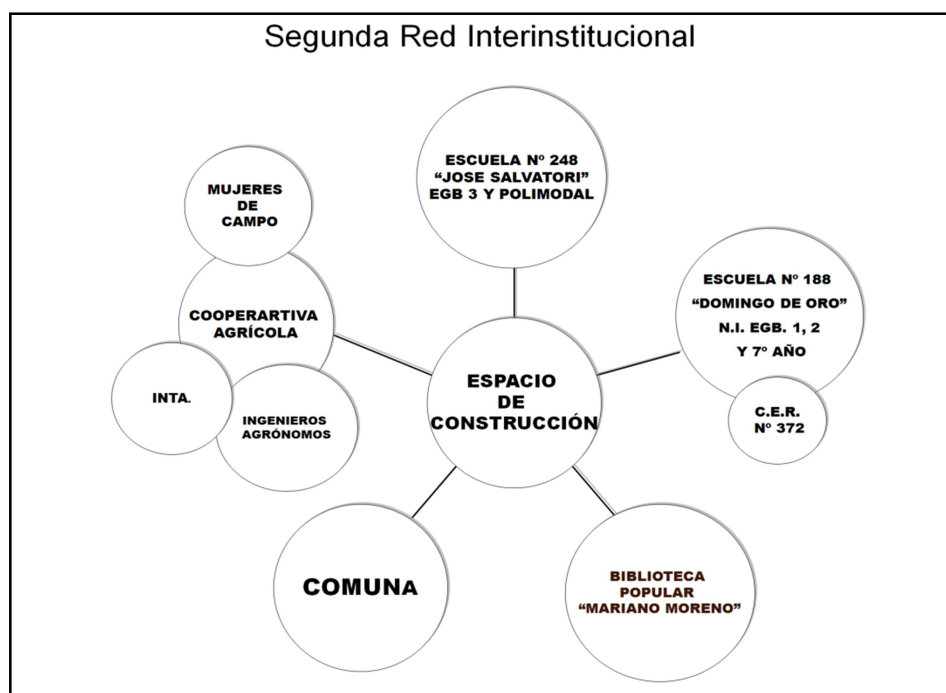 Segunda Red Interinstitucional
ESCUELA Nº 248
“JOSE SALVATORI”
EGB 3 Y POLIMODAL
MUJERES
DE
CAMPO
COOPERARTIVA
AGRÍCOLA
INTA.
INGENIEROS
AGRÓNOMOS
ESCUELA Nº 188
“DOMINGO DE ORO”
N.I. EGB. 1, 2
Y 7º AÑO
C.E.R.
Nº 372
ESPACIO
DE
CONSTRUCCIÓN
COMUNA
BIBLIOTECA
POPULAR
“MARIANO MORENO”